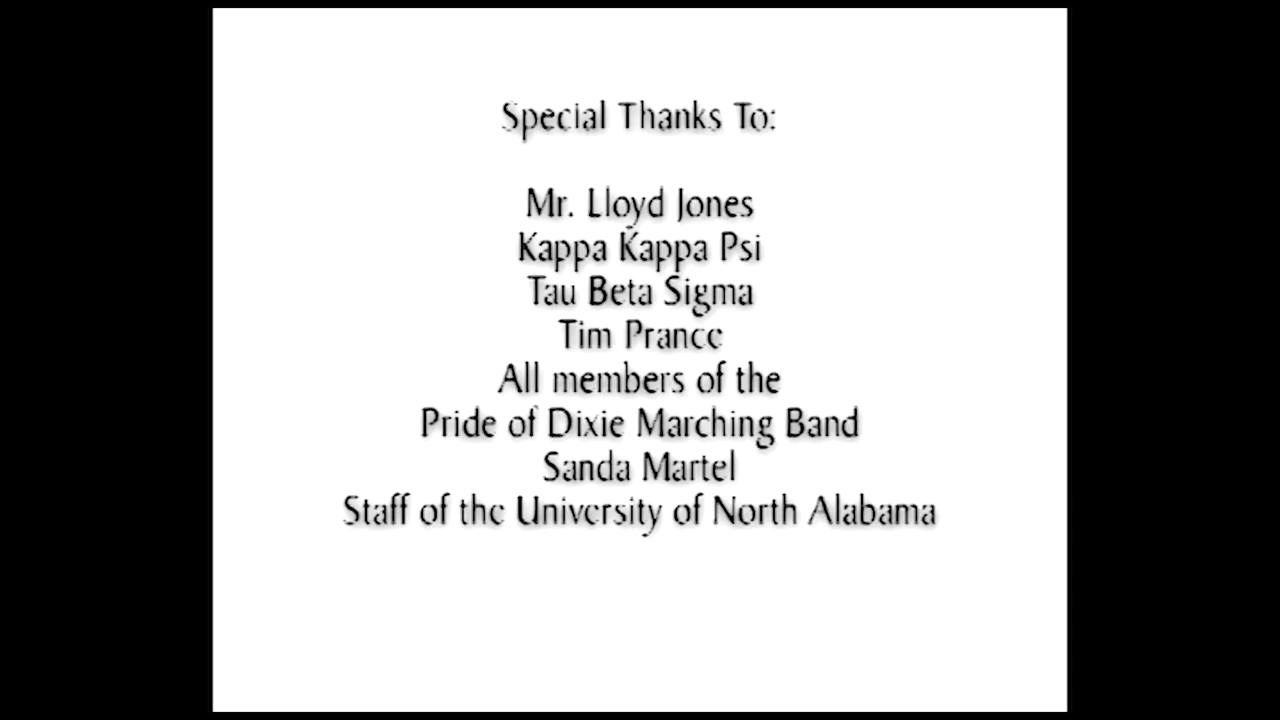 Special Thanks To:
Mr. Lloyd Jones
Kappa Kappa Psi
Tau Beta Sigma
Tim Prance
All members of the
Pride of Dixie Marching Band
Sanda Martel
Staff of the University of North Alabama